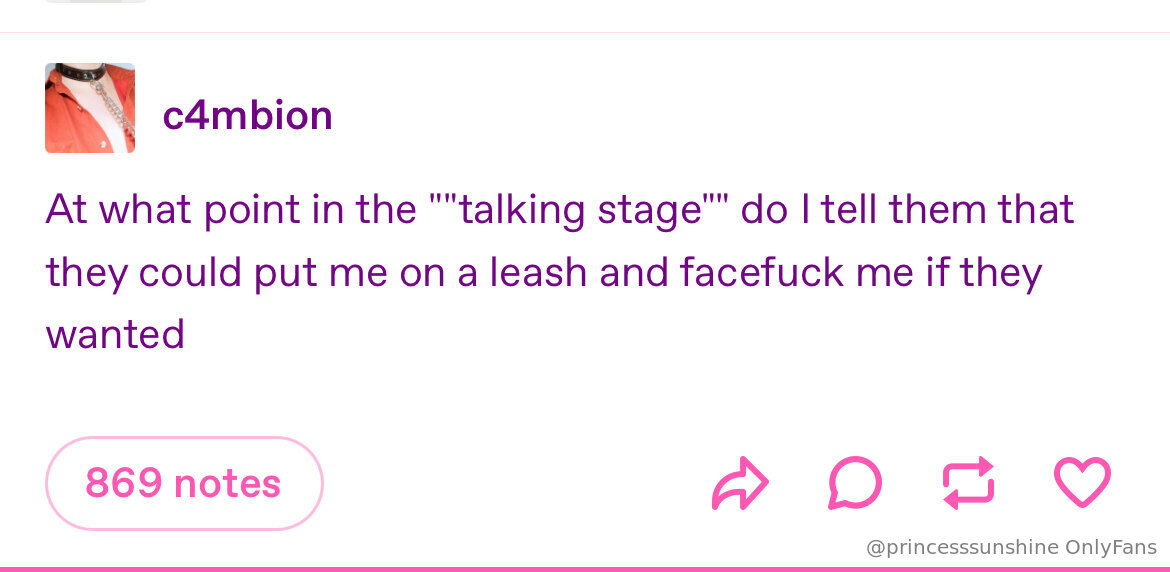 c4mbion
At what point in the ""talking stage"" do I tell them that
they could put me on a leash and facefuck me if they
wanted
869 notes
@princesssunshine OnlyFans